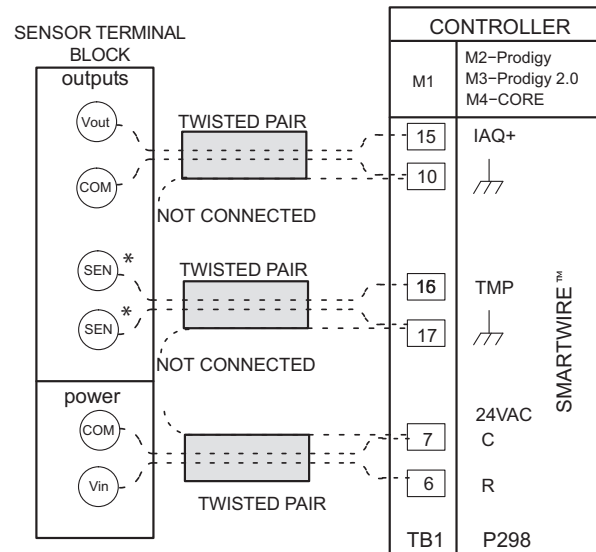 SENSOR TERMINAL
BLOCK
outputs
Vout
COM
SEN *
SEN *
power
COM
Vin
TWISTED PAIR
NOT CONNECTED
TWISTED PAIR
NOT CONNECTED
TWISTED PAIR
CONTROLLER
M1
M2–Prodigy
M3–Prodigy 2.0
M4–CORE
15 IAQ+
10
16 TMP
17
24VAC
7 C
6 R
TB1 P298
SMARTWIRE™